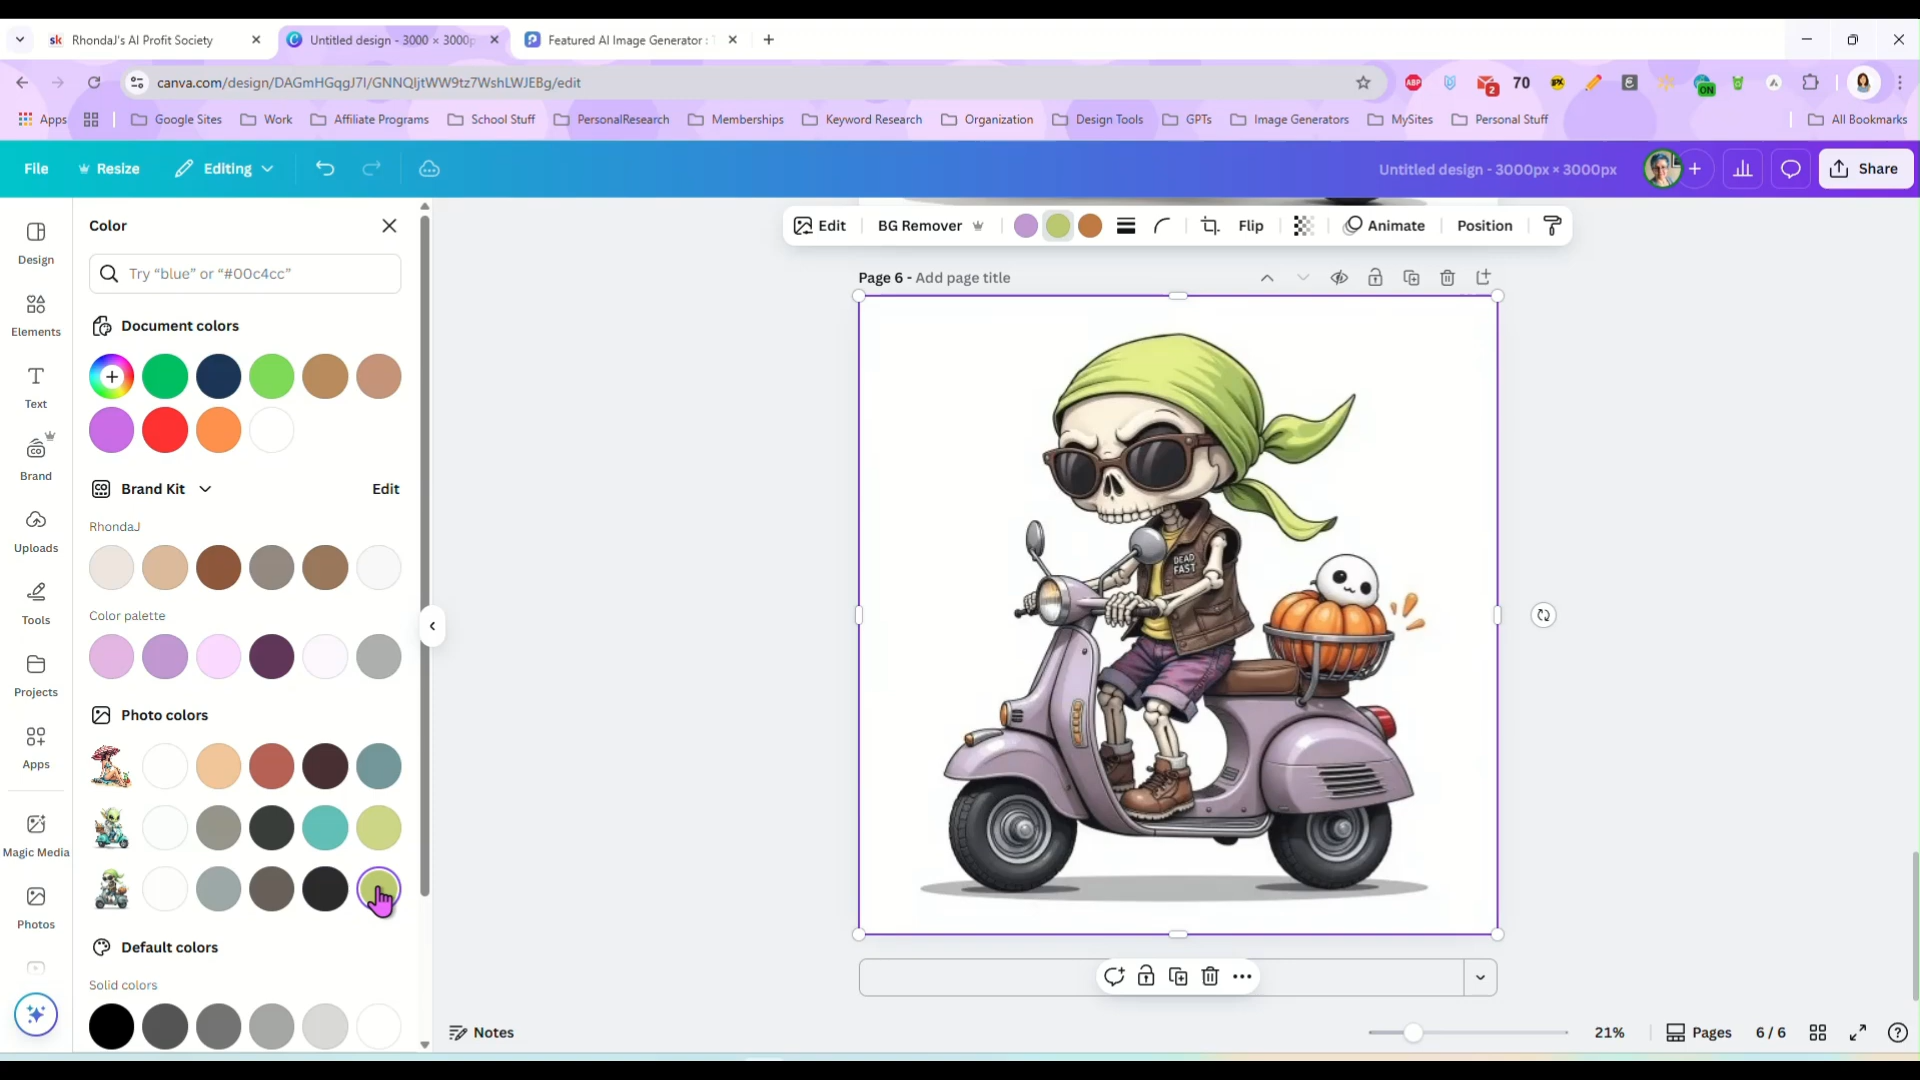 RhondaJ's AI Profit Society
Untitled design - 3000 × 3000p
Featured AI Image Generator :
canva.com/design/DAGmHGqgJ7I/GNNQIjtWW9tz7WshLWJEBg/edit
ABP
2
70
ON
Apps
Google Sites
Work
Affiliate Programs
School Stuff
PersonalResearch
Memberships
Keyword Research
Organization
Design Tools
GPTs
Image Generators
MySites
Personal Stuff
All Bookmarks
File
Resize
Editing
Untitled design - 3000px × 3000px
Share
Design
Elements
Text
Brand
Uploads
Tools
Projects
Apps
Magic Media
Photos
Color
Try “blue” or “#00c4cc”
Document colors
Brand Kit
Edit
RhondaJ
Color palette
Photo colors
Default colors
Solid colors
Edit
BG Remover
Flip
Animate
Position
Page 6 - Add page title
DEAD
FAST
Notes
21%
Pages
6 / 6